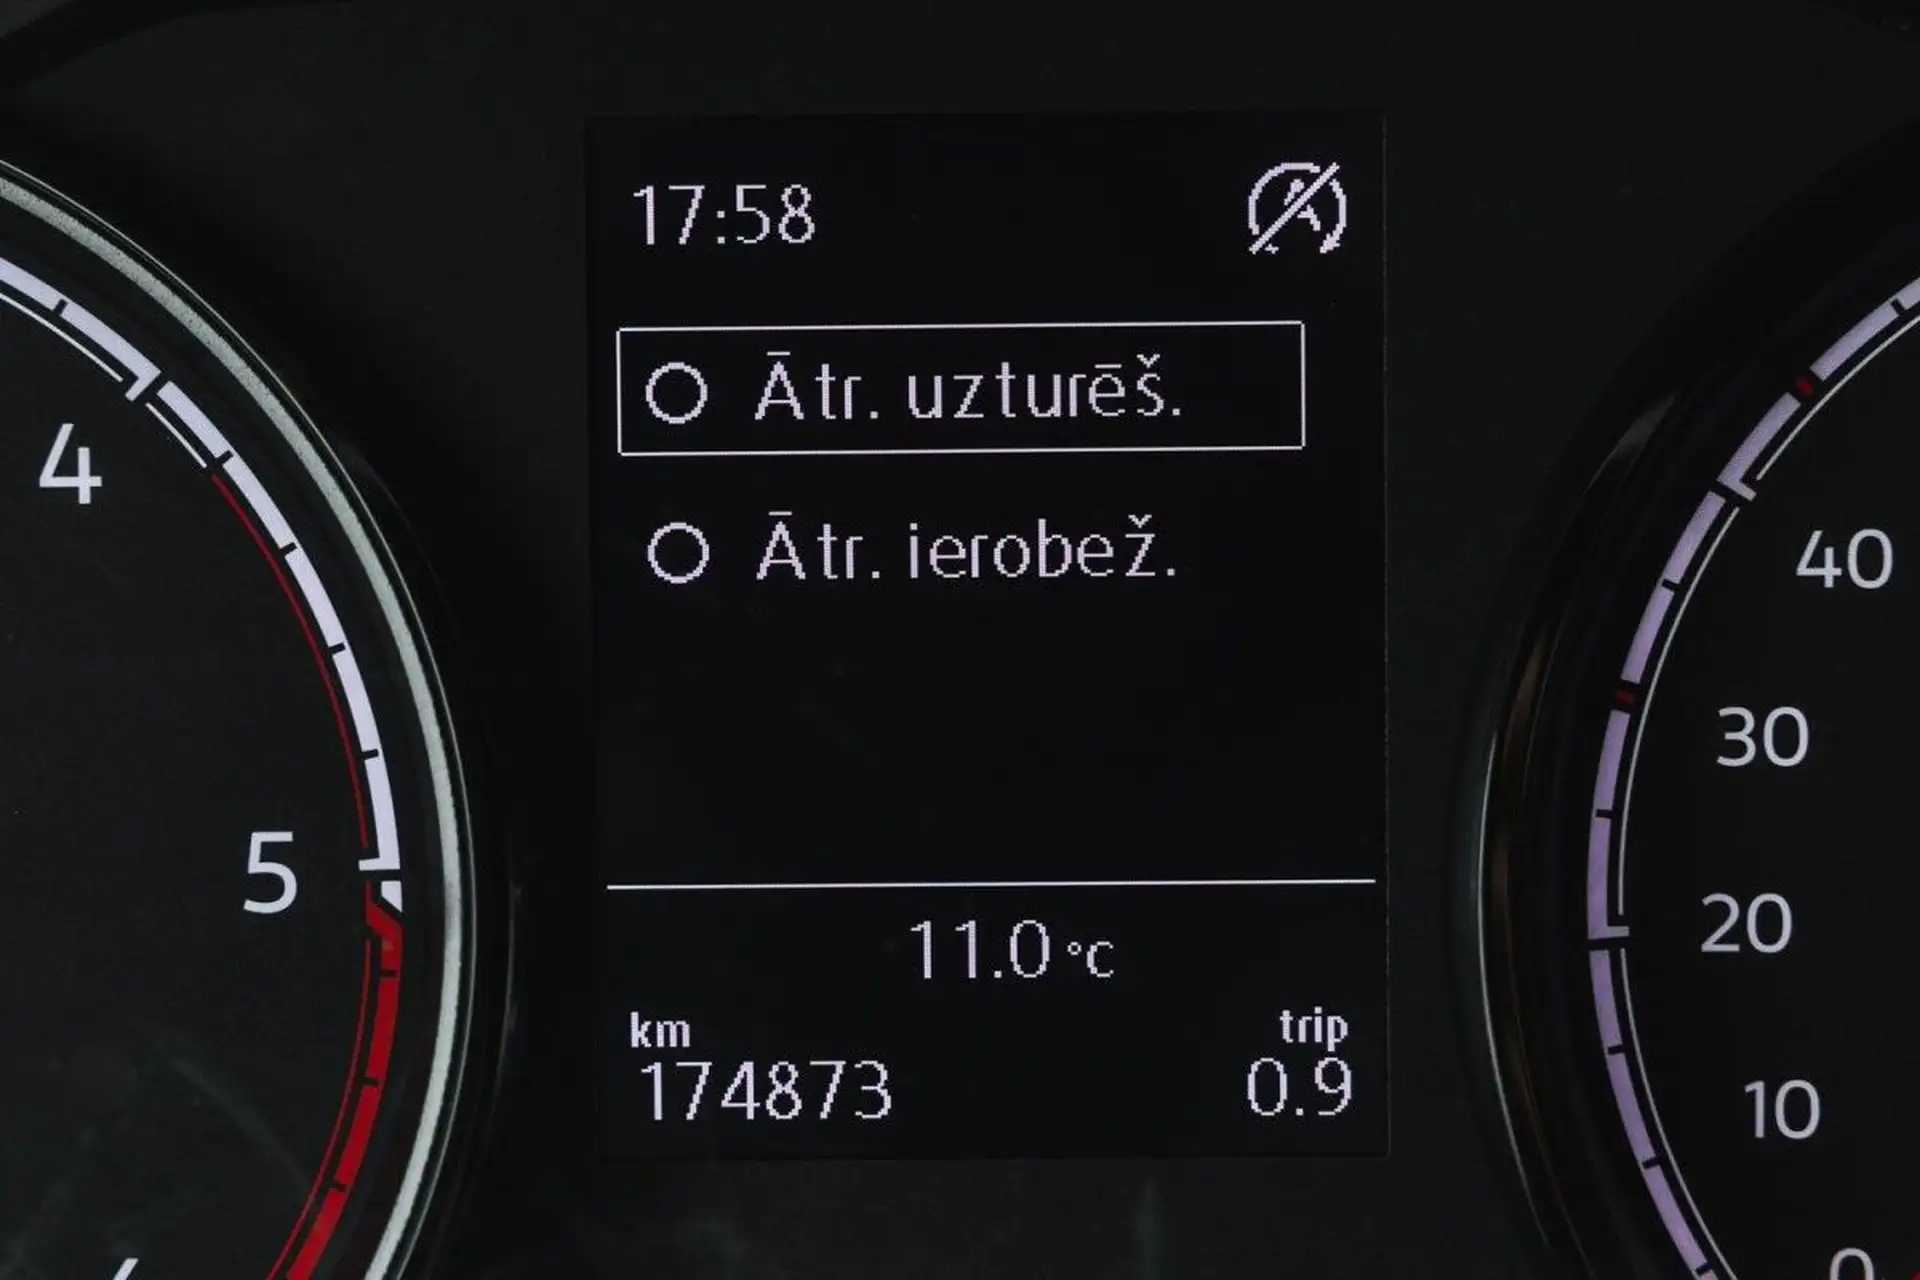 17:58
Ātr. uzturēš.
Ātr. ierobež.
11.0 °C
km trip
174873 0.9
4
5
40
30
20
10
0